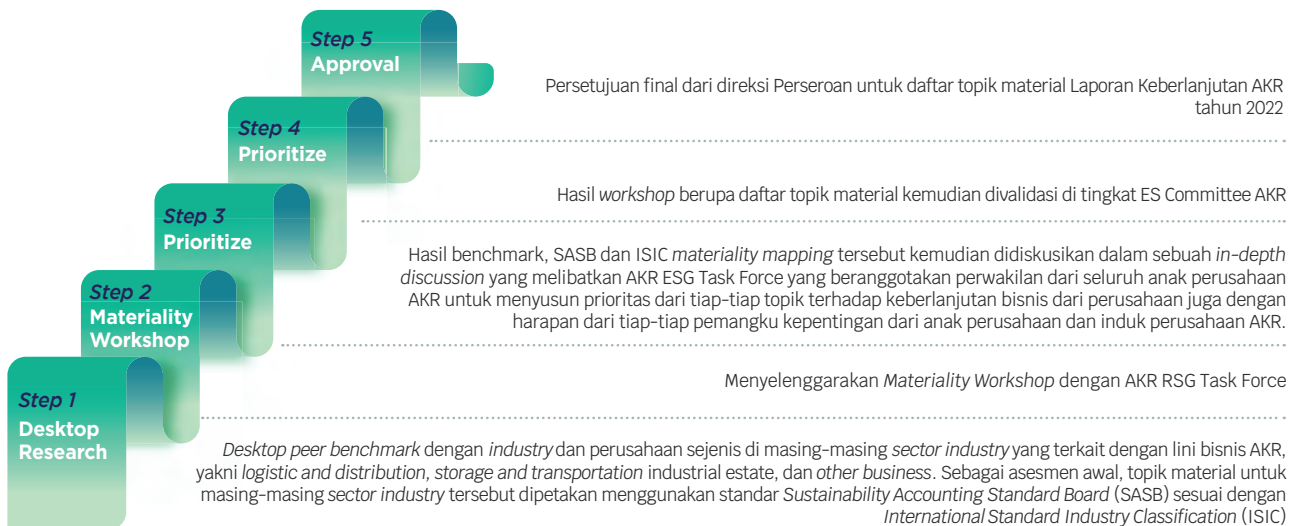 Step 5
Approval
Persetujuan final dari direksi Perseroan untuk daftar topik material Laporan Keberlanjutan AKR
tahun 2022
Step 4
Prioritize
Hasil workshop berupa daftar topik material kemudian divalidasi di tingkat ES Committee AKR
Step 3
Prioritize
Hasil benchmark, SASB dan ISIC materiality mapping tersebut kemudian didiskusikan dalam sebuah in-depth
discussion yang melibatkan AKR ESG Task Force yang beranggotakan perwakilan dari seluruh anak perusahaan
AKR untuk menyusun prioritas dari tiap-tiap topik terhadap keberlanjutan bisnis dari perusahaan juga dengan
harapan dari tiap-tiap pemangku kepentingan dari anak perusahaan dan induk perusahaan AKR.
Step 2
Materiality
Workshop
Menyelenggarakan Materiality Workshop dengan AKR RSG Task Force
Step 1
Desktop
Research
Desktop peer benchmark dengan industry dan perusahaan sejenis di masing-masing sector industry yang terkait dengan lini bisnis AKR,
yakni logistic and distribution, storage and transportation industrial estate, dan other business. Sebagai asesmen awal, topik material untuk
masing-masing sector industry tersebut dipetakan menggunakan standar Sustainability Accounting Standard Board (SASB) sesuai dengan
International Standard Industry Classification (ISIC)